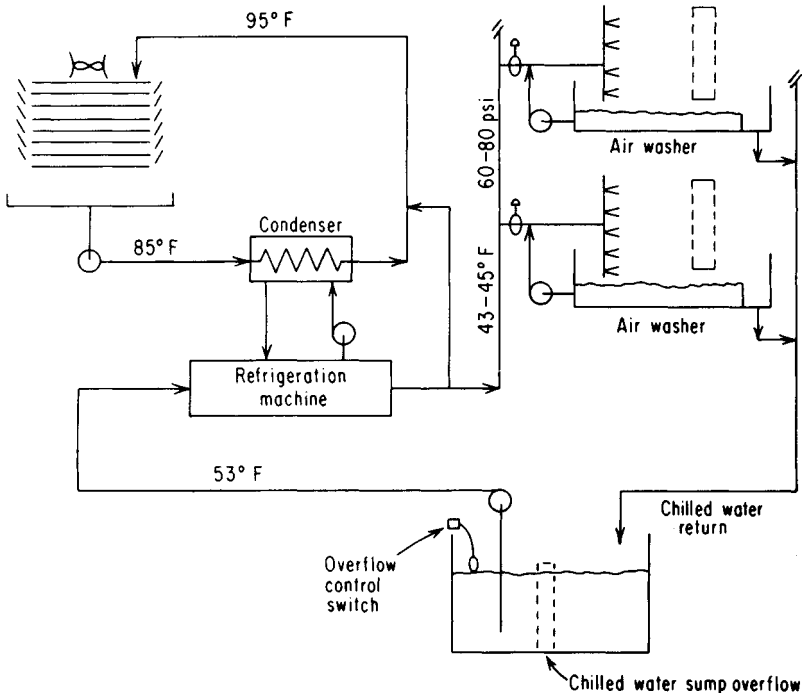 95° F
60–80 psi
Air washer
Condenser
85° F
43–45° F
Air washer
Refrigeration
machine
53° F
Chilled water
return
Overflow
control
switch
Chilled water sump overflow